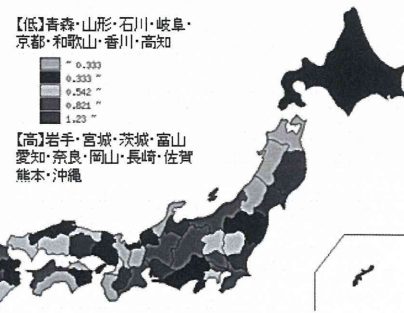 【低】青森・山形・石川・岐阜・
京都・和歌山・香川・高知
~ 0.333
0.333 ~
0.542 ~
0.821 ~
1.23 ~
【高】岩手・宮城・茨城・富山
愛知・奈良・岡山・長崎・佐賀
熊本・沖縄